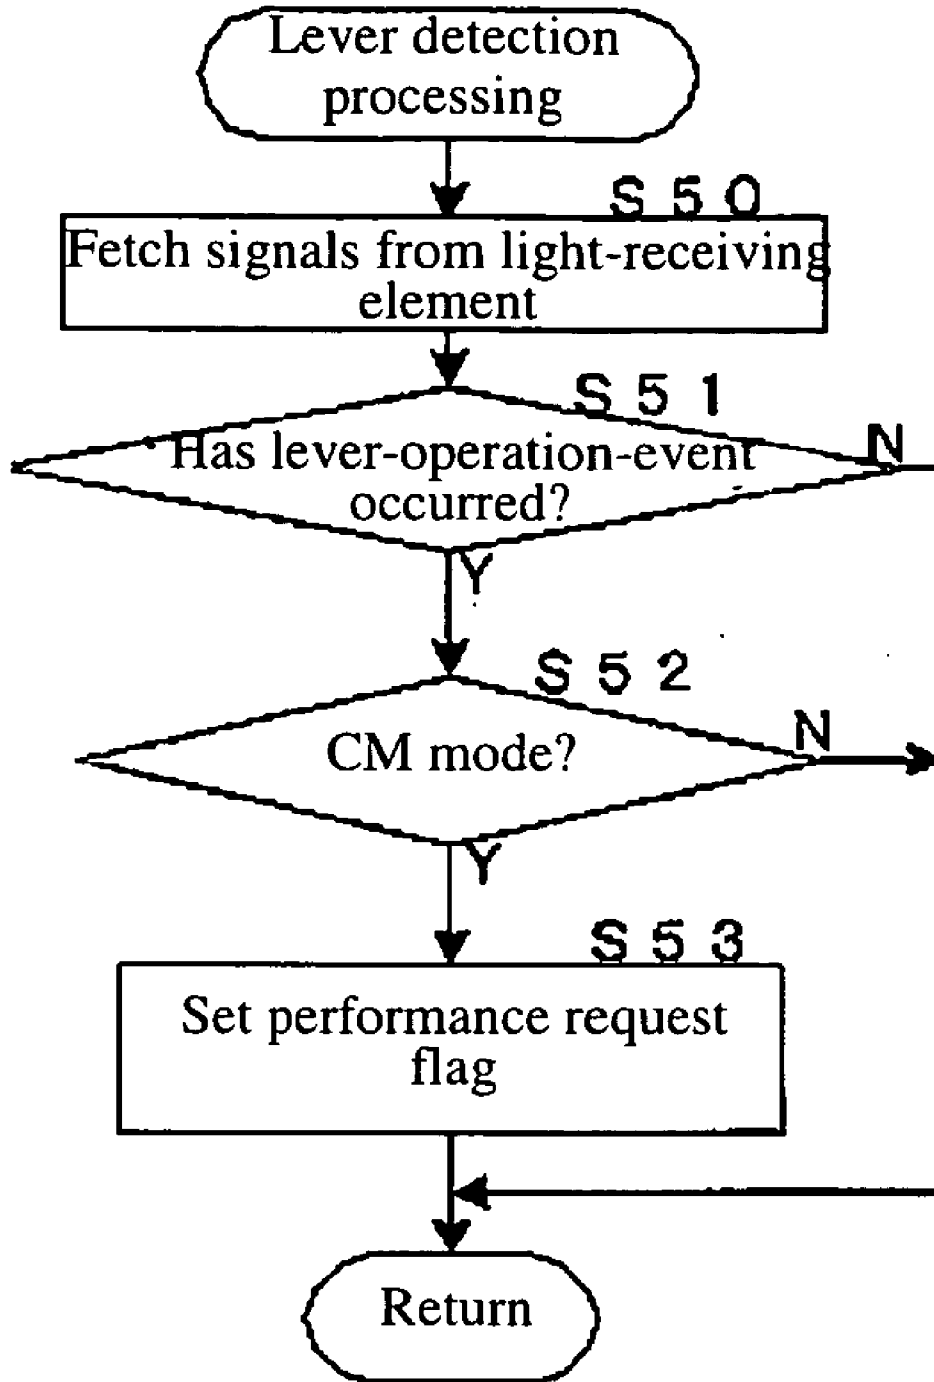 Lever detection
processing
S 5 0
Fetch signals from light-receiving
element
S 5 1
N
Has lever-operation-event
occurred?
Y
S 5 2
N
CM mode?
Y
S 5 3
Set performance request
flag
Return